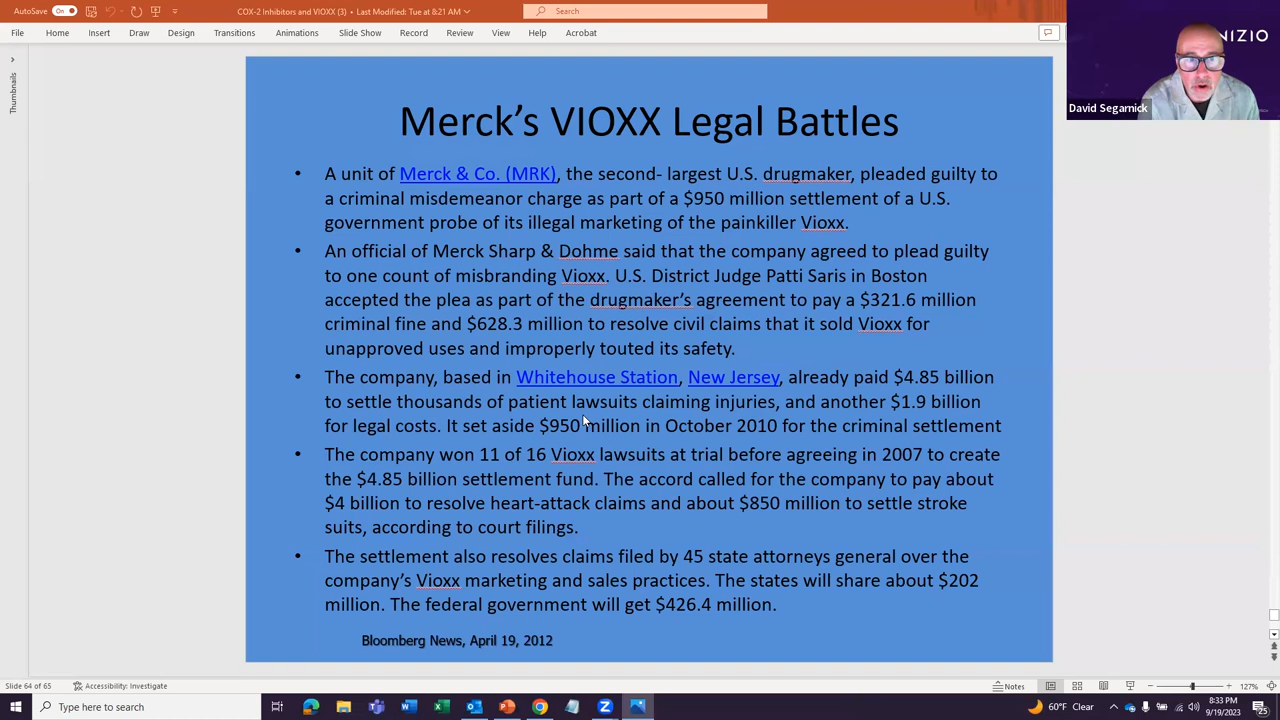 AutoSave On COX-2 Inhibitors and VIOXX (3) • Last Modified: Tue at 8:21 AM Search
File Home Insert Draw Design Transitions Animations Slide Show Record Review View Help Acrobat
NIZIO
David Segarnick
Thumbnails
Merck’s VIOXX Legal Battles
• A unit of Merck & Co. (MRK), the second- largest U.S. drugmaker, pleaded guilty to
a criminal misdemeanor charge as part of a $950 million settlement of a U.S.
government probe of its illegal marketing of the painkiller Vioxx.
• An official of Merck Sharp & Dohme said that the company agreed to plead guilty
to one count of misbranding Vioxx. U.S. District Judge Patti Saris in Boston
accepted the plea as part of the drugmaker’s agreement to pay a $321.6 million
criminal fine and $628.3 million to resolve civil claims that it sold Vioxx for
unapproved uses and improperly touted its safety.
• The company, based in Whitehouse Station, New Jersey, already paid $4.85 billion
to settle thousands of patient lawsuits claiming injuries, and another $1.9 billion
for legal costs. It set aside $950 million in October 2010 for the criminal settlement
• The company won 11 of 16 Vioxx lawsuits at trial before agreeing in 2007 to create
the $4.85 billion settlement fund. The accord called for the company to pay about
$4 billion to resolve heart-attack claims and about $850 million to settle stroke
suits, according to court filings.
• The settlement also resolves claims filed by 45 state attorneys general over the
company’s Vioxx marketing and sales practices. The states will share about $202
million. The federal government will get $426.4 million.
Bloomberg News, April 19, 2012
Slide 64 of 65 Accessibility: Investigate Notes 127%
Type here to search 60°F Clear 8:33 PM
9/19/2023 25